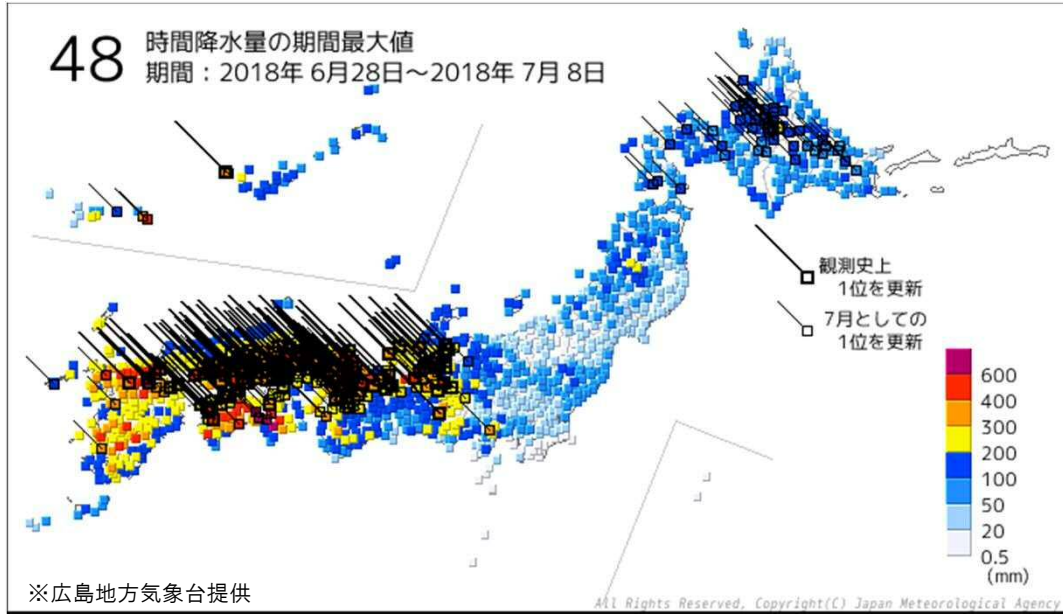 48 時間降水量の期間最大値
期間：2018年 6月28日～2018年 7月 8日
観測史上
1位を更新
7月としての
1位を更新
600
400
300
200
100
50
20
0.5
(mm)
※広島地方気象台提供
All Rights Reserved, Copyright(C) Japan Meteorological Agency